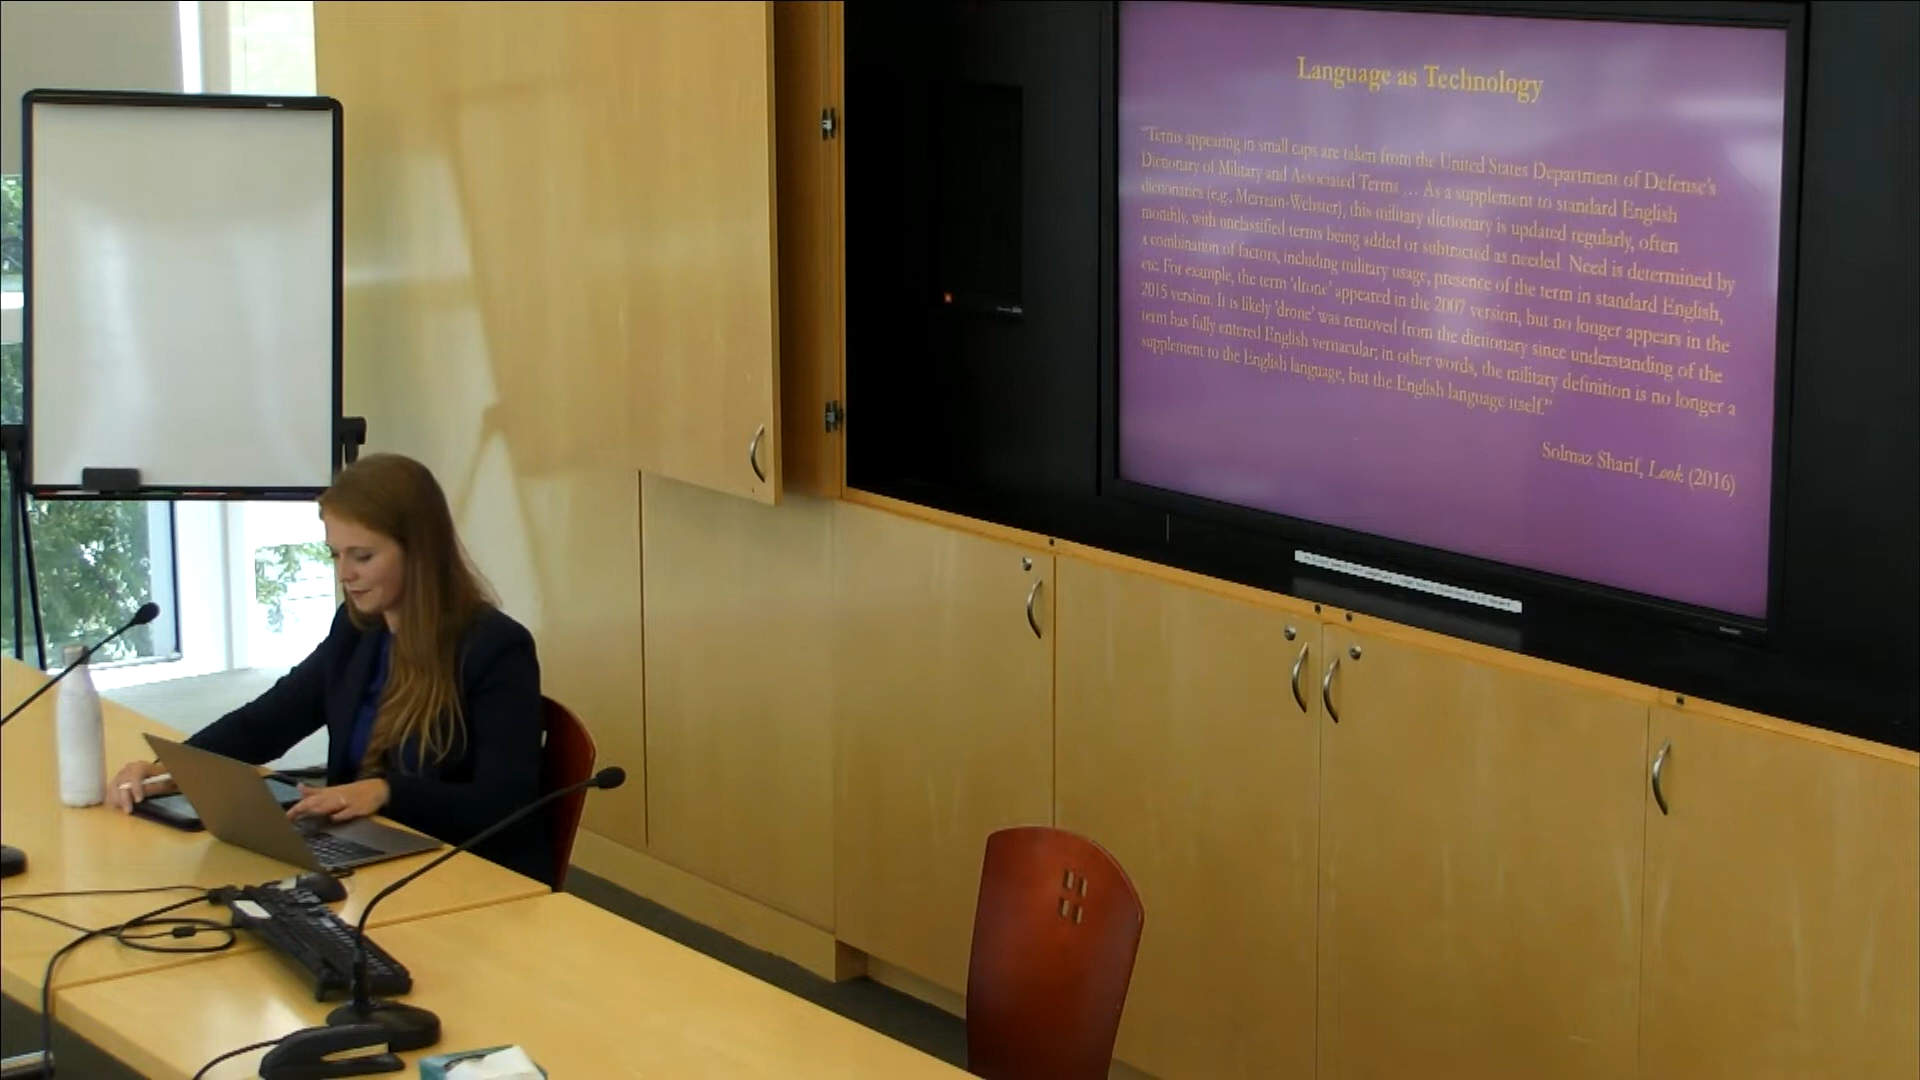 Language as Technology
"Terms appearing in small caps are taken from the United States Department of Defense's
Dictionary of Military and Associated Terms … As a supplement to standard English
dictionaries (e.g., Merriam-Webster), this military dictionary is updated regularly, often
monthly, with unclassified terms being added or subtracted as needed. Need is determined by
a combination of factors, including military usage, presence of the term in standard English,
etc. For example, the term 'drone' appeared in the 2007 version, but no longer appears in the
2015 version. It is likely 'drone' was removed from the dictionary since understanding of the
term has fully entered English vernacular; in other words, the military definition is no longer a
supplement to the English language, but the English language itself."
Solmaz Sharif, Look (2016)